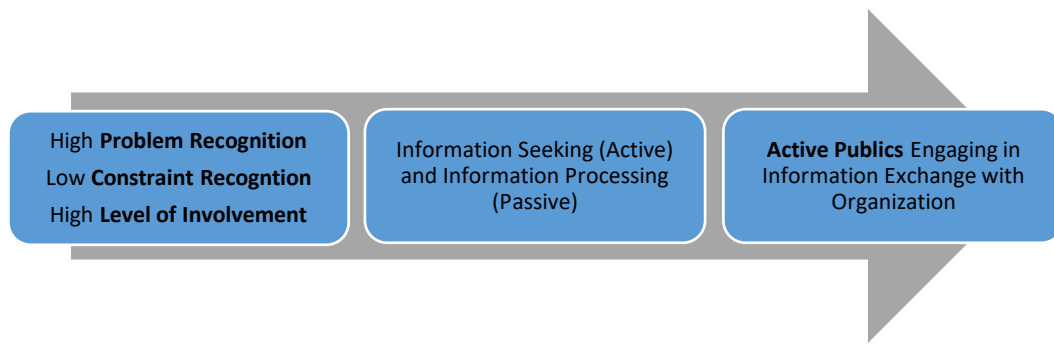 High Problem Recognition
Low Constraint Recogntion
High Level of Involvement
Information Seeking (Active)
and Information Processing
(Passive)
Active Publics Engaging in
Information Exchange with
Organization